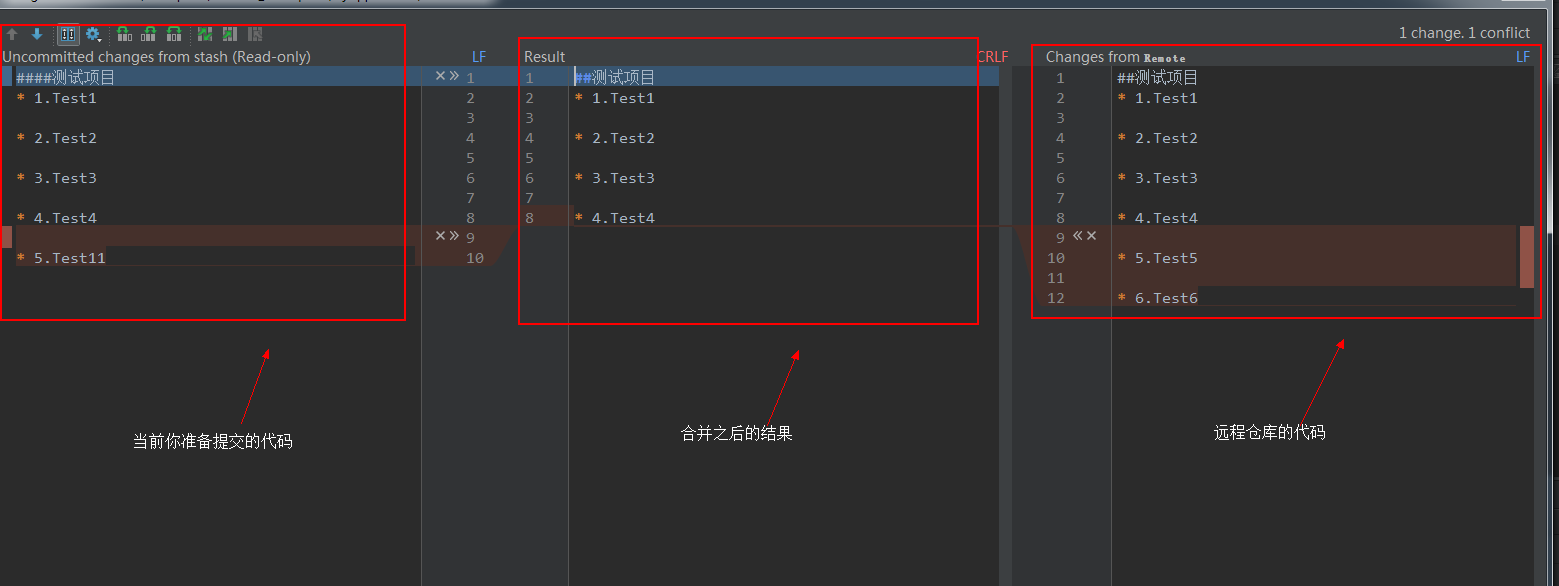 1 change. 1 conflict
Uncommitted changes from stash (Read-only) LF
####测试项目 1
* 1.Test1 2
3
* 2.Test2 4
5
* 3.Test3 6
7
* 4.Test4 8
9
* 5.Test11 10
Result CRLF
1 ##测试项目
2 * 1.Test1
3
4 * 2.Test2
5
6 * 3.Test3
7
8 * 4.Test4
Changes from Remote LF
1 ##测试项目
2 * 1.Test1
3
4 * 2.Test2
5
6 * 3.Test3
7
8 * 4.Test4
9
10 * 5.Test5
11
12 * 6.Test6
当前你准备提交的代码
合并之后的结果
远程仓库的代码